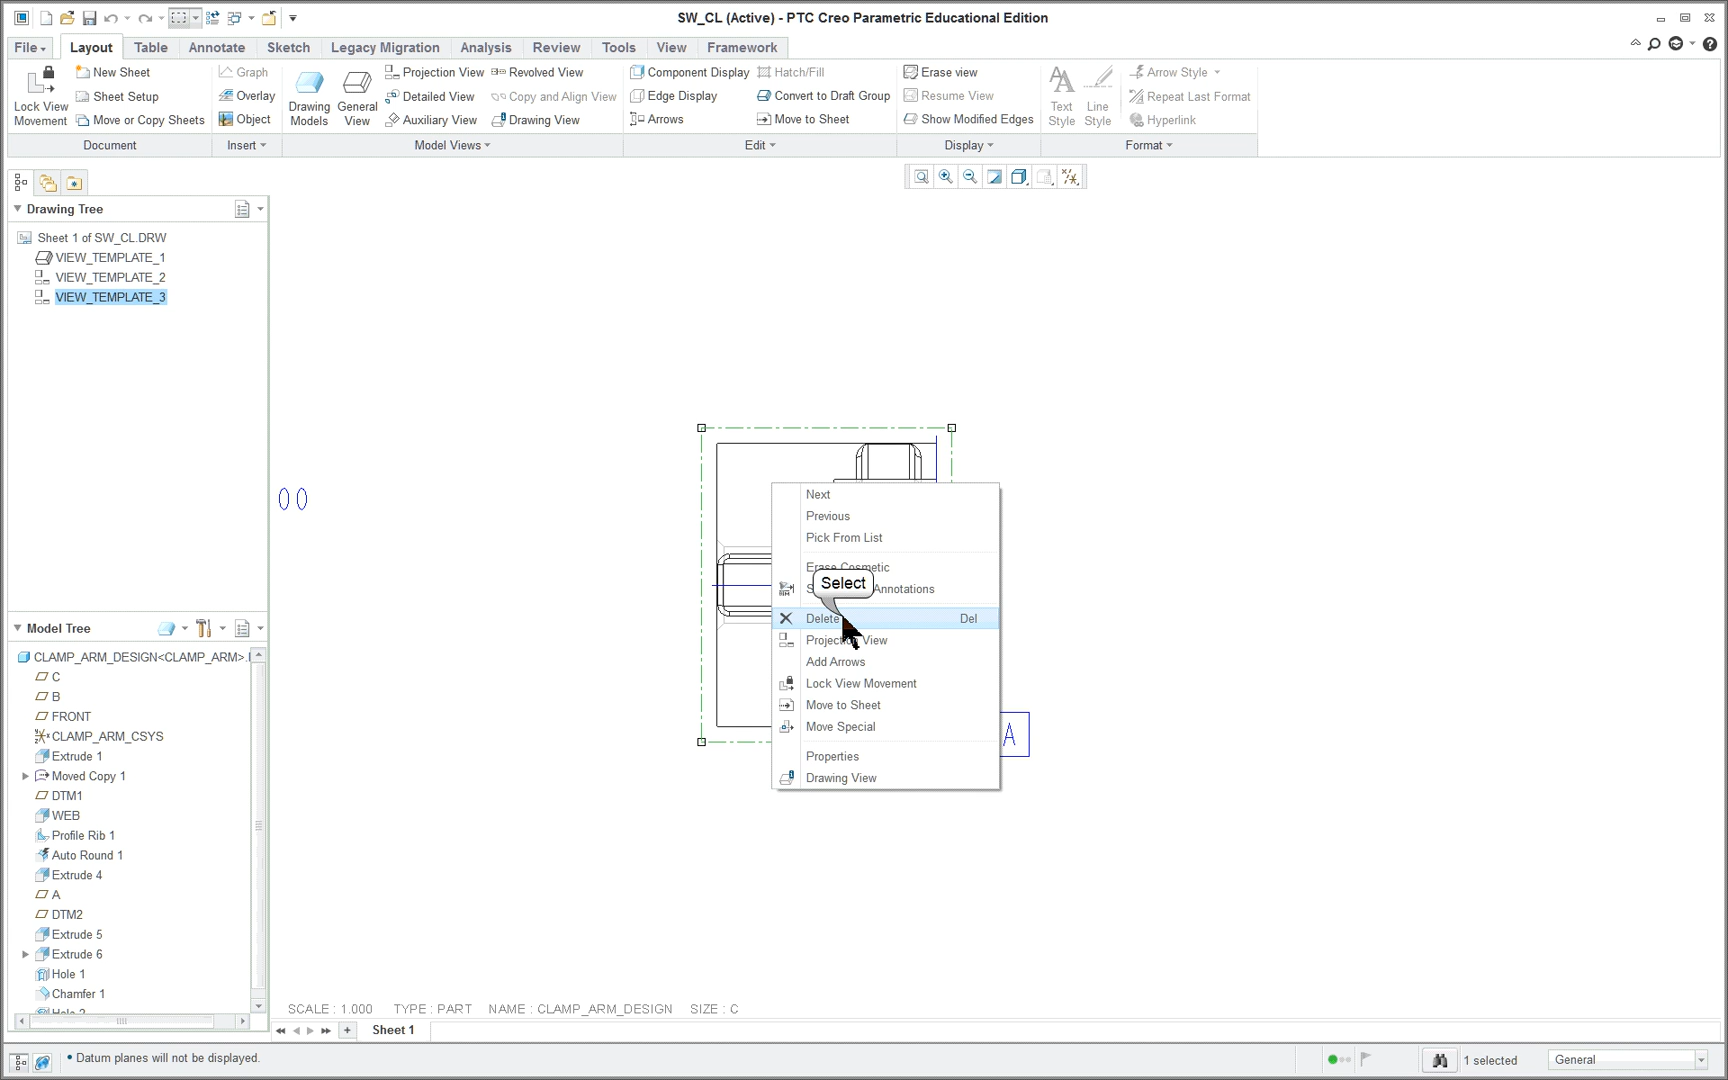 SW_CL (Active) - PTC Creo Parametric Educational Edition
File Layout Table Annotate Sketch Legacy Migration Analysis Review Tools View Framework
Lock View Movement
New Sheet
Sheet Setup
Move or Copy Sheets
Document
Graph
Overlay
Object
Insert
Drawing Models
General View
Projection View
Detailed View
Auxiliary View
Revolved View
Copy and Align View
Drawing View
Model Views
Component Display
Edge Display
Arrows
Hatch/Fill
Convert to Draft Group
Move to Sheet
Edit
Erase view
Resume View
Show Modified Edges
Display
Text Style
Line Style
Arrow Style
Repeat Last Format
Hyperlink
Format
Drawing Tree
Sheet 1 of SW_CL.DRW
VIEW_TEMPLATE_1
VIEW_TEMPLATE_2
VIEW_TEMPLATE_3
Next
Previous
Pick From List
Erase Cosmetic
Select
Annotations
Delete Del
Projection View
Add Arrows
Lock View Movement
Move to Sheet
Move Special
Properties
Drawing View
A
Model Tree
CLAMP_ARM_DESIGN<CLAMP_ARM>.
C
B
FRONT
CLAMP_ARM_CSYS
Extrude 1
Moved Copy 1
DTM1
WEB
Profile Rib 1
Auto Round 1
Extrude 4
A
DTM2
Extrude 5
Extrude 6
Hole 1
Chamfer 1
SCALE : 1.000 TYPE : PART NAME : CLAMP_ARM_DESIGN SIZE : C
Sheet 1
Datum planes will not be displayed.
1 selected
General